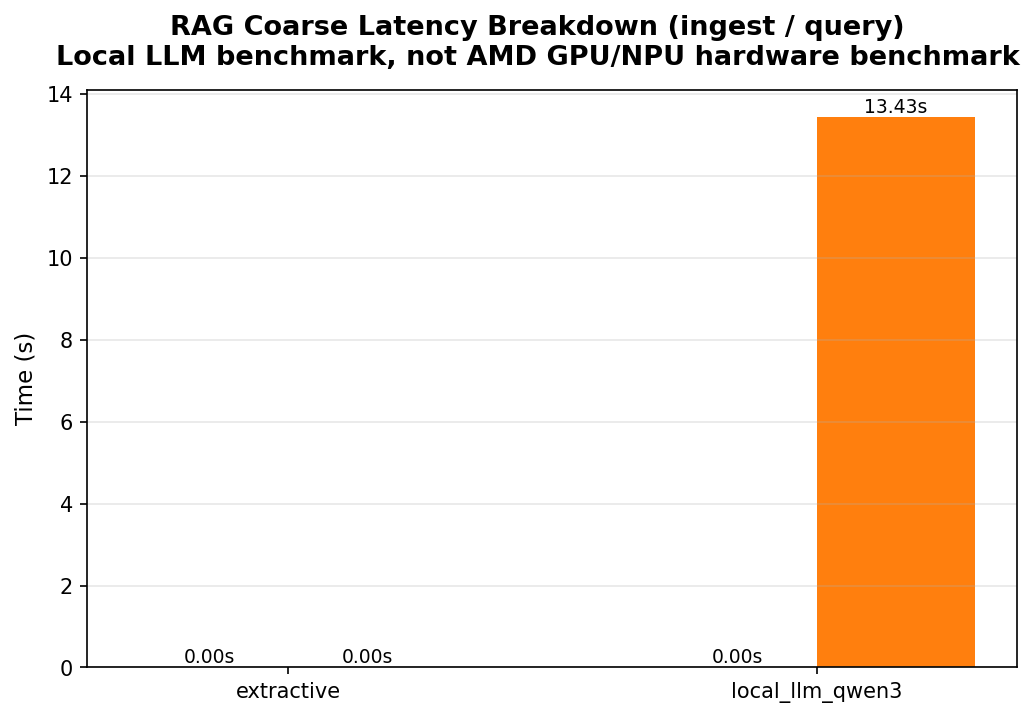 RAG Coarse Latency Breakdown (ingest / query)
Local LLM benchmark, not AMD GPU/NPU hardware benchmark
14
12
10
8
6
4
2
0
Time (s)
0.00s
0.00s
0.00s
13.43s
extractive
local_llm_qwen3